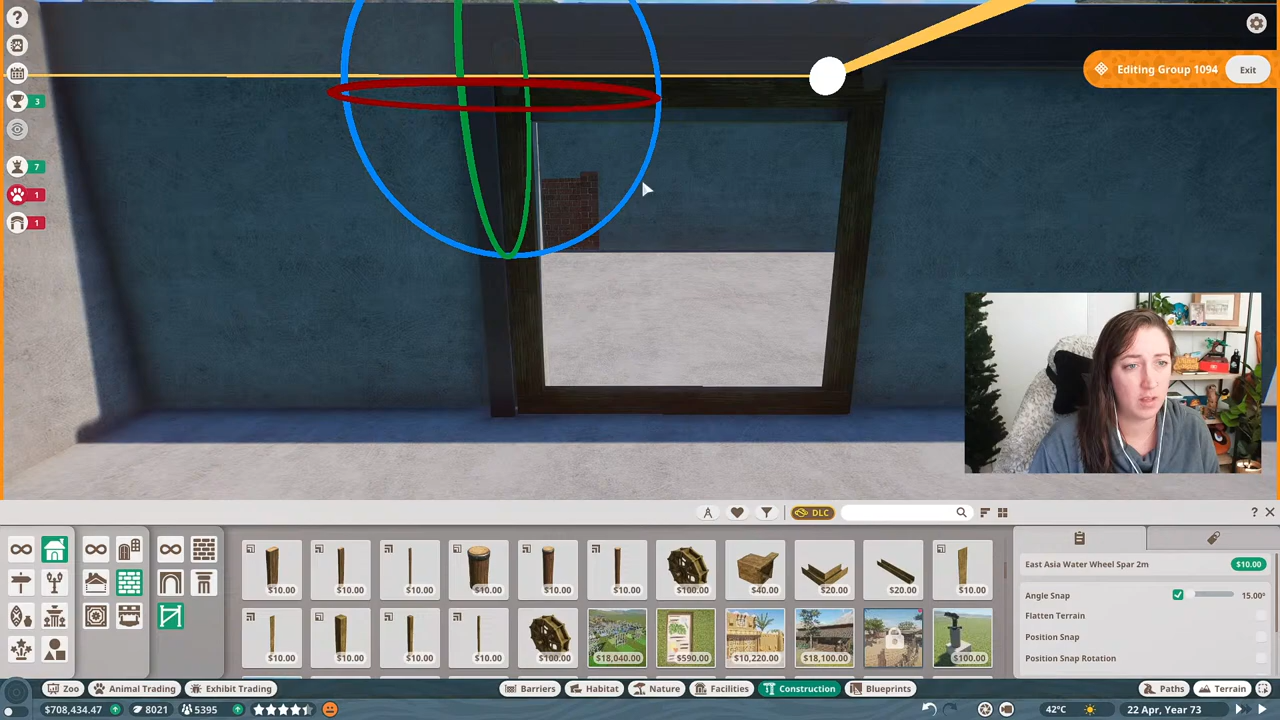 ?
3
7
1
1
Editing Group 1094
Exit
DLC
? ×
$10.00 $10.00 $10.00 $10.00 $10.00 $10.00 $100.00 $40.00 $20.00 $20.00 $10.00
$10.00 $10.00 $10.00 $10.00 $100.00 $18,040.00 $590.00 $10,220.00 $18,100.00 $100.00
East Asia Water Wheel Spar 2m $10.00
Angle Snap 15.00°
Flatten Terrain
Position Snap
Position Snap Rotation
Zoo Animal Trading Exhibit Trading Barriers Habitat Nature Facilities Construction Blueprints Paths Terrain
$708,434.47 8021 5395 42°C 22 Apr, Year 73